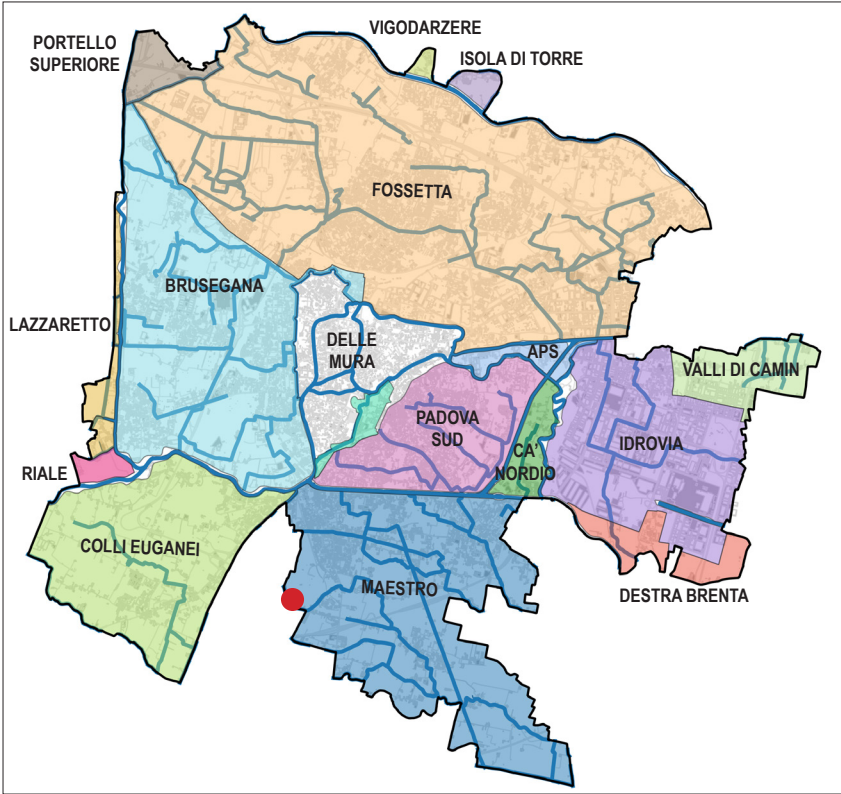 VIGODARZERE
PORTELLO
SUPERIORE
ISOLA DI TORRE
FOSSETTA
BRUSEGANA
LAZZARETTO
DELLE
MURA
APS
VALLI DI CAMIN
PADOVA
SUD
IDROVIA
CA'
NORDIO
RIALE
COLLI EUGANEI
MAESTRO
DESTRA BRENTA